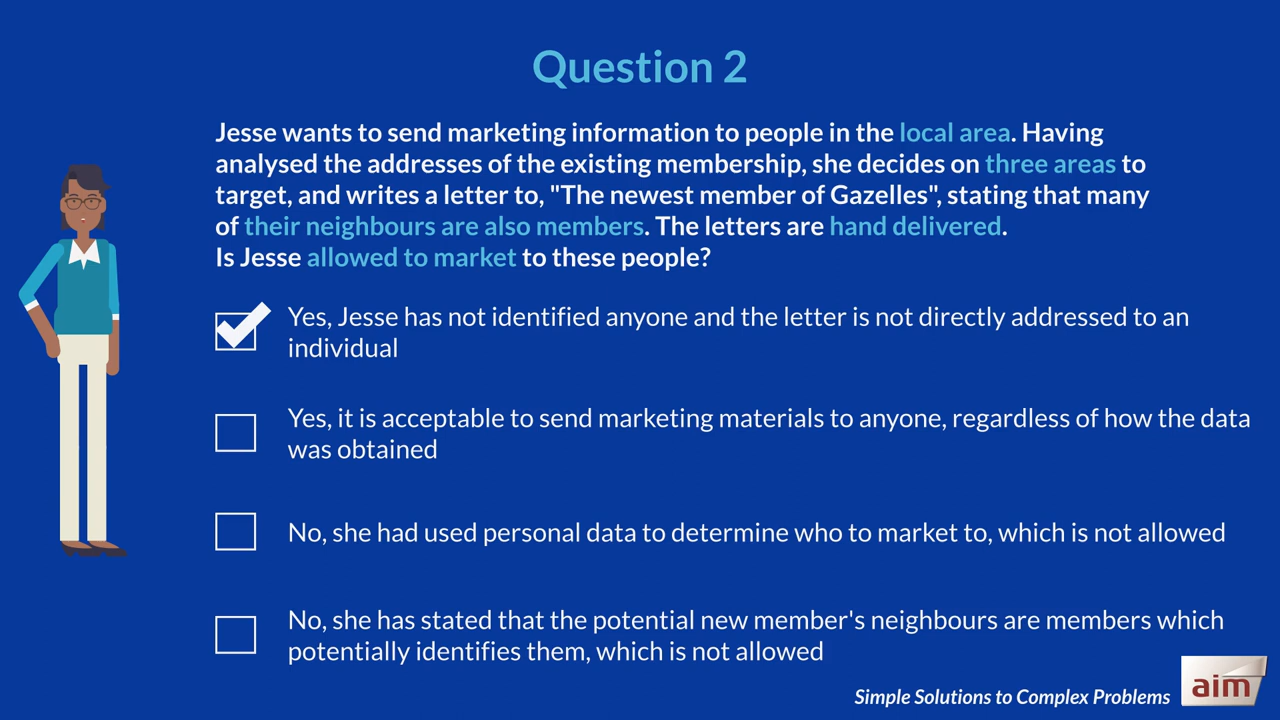 Question 2
Jesse wants to send marketing information to people in the local area. Having
analysed the addresses of the existing membership, she decides on three areas to
target, and writes a letter to, "The newest member of Gazelles", stating that many
of their neighbours are also members. The letters are hand delivered.
Is Jesse allowed to market to these people?
Yes, Jesse has not identified anyone and the letter is not directly addressed to an
individual
Yes, it is acceptable to send marketing materials to anyone, regardless of how the data
was obtained
No, she had used personal data to determine who to market to, which is not allowed
No, she has stated that the potential new member's neighbours are members which
potentially identifies them, which is not allowed
Simple Solutions to Complex Problems
aim